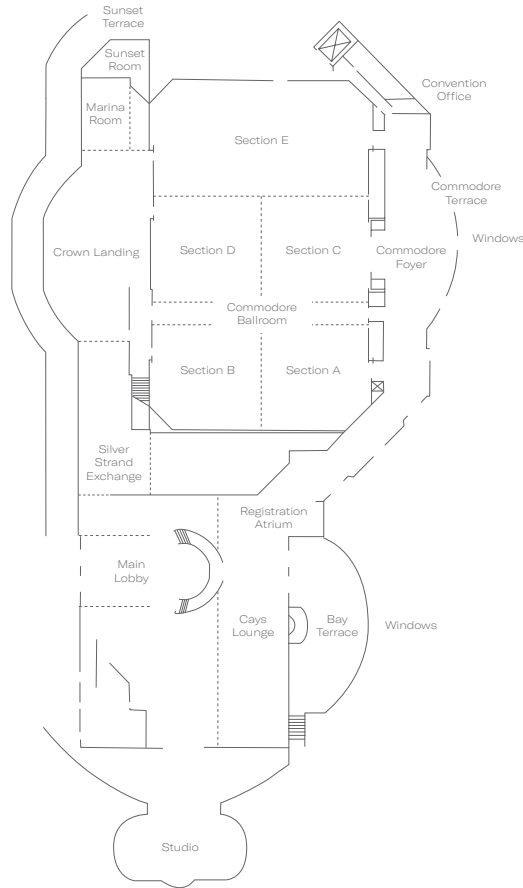 Sunset
Terrace
Sunset
Room
Convention
Office
Marina
Room
Section E
Commodore
Terrace
Windows
Crown Landing
Section D
Section C
Commodore
Foyer
Commodore
Ballroom
Section B
Section A
Silver
Strand
Exchange
Registration
Atrium
Main
Lobby
Cays
Lounge
Bay
Terrace
Windows
Studio